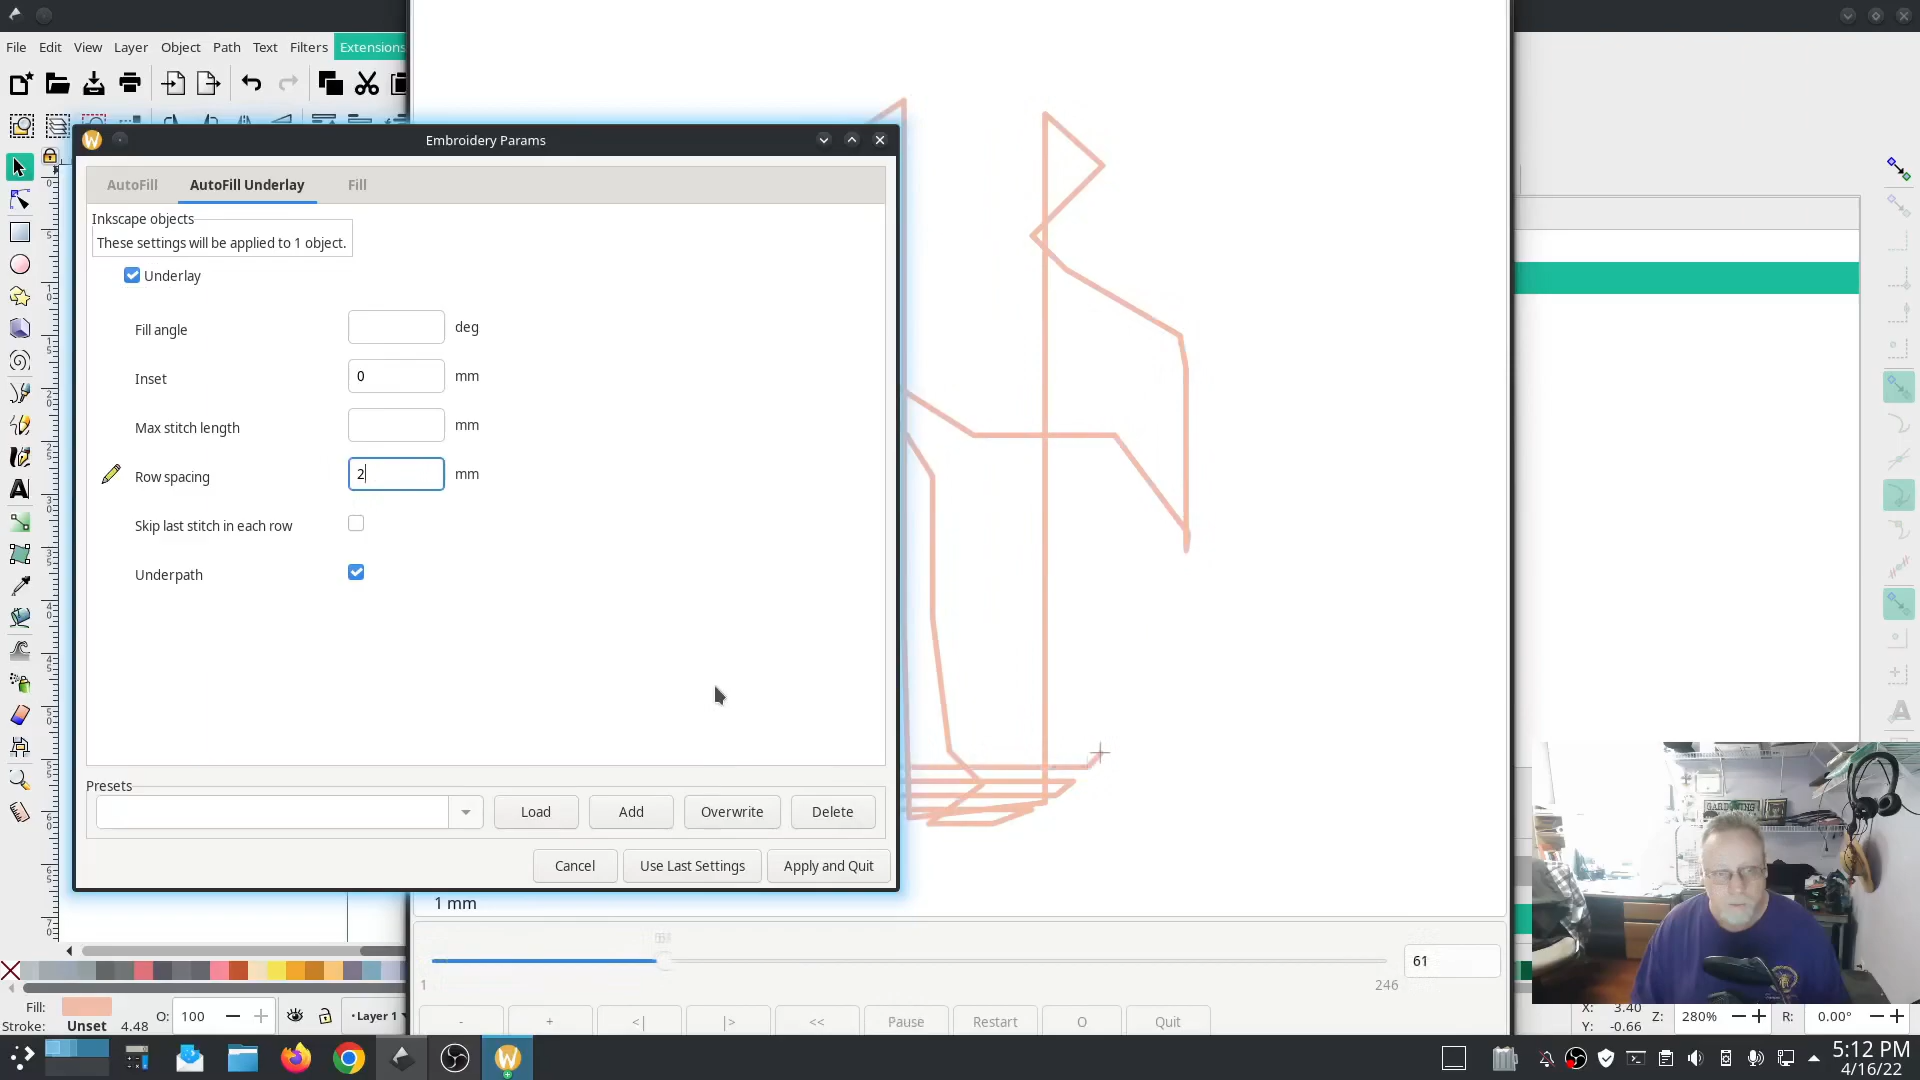 File Edit View Layer Object Path Text Filters Extensions
Embroidery Params
AutoFill AutoFill Underlay Fill
Inkscape objects
These settings will be applied to 1 object.
Underlay
Fill angle deg
Inset 0 mm
Max stitch length mm
Row spacing 2 mm
Skip last stitch in each row
Underpath
Presets
Load Add Overwrite Delete
Cancel Use Last Settings Apply and Quit
1 mm
61
1 246
- + <| |> << Pause Restart O Quit
GARDENING
Fill:
Stroke: Unset 4.48
O: 100
•Layer 1
X: 3.40
Y: -0.66
Z: 280%
R: 0.00°
5:12 PM
4/16/22